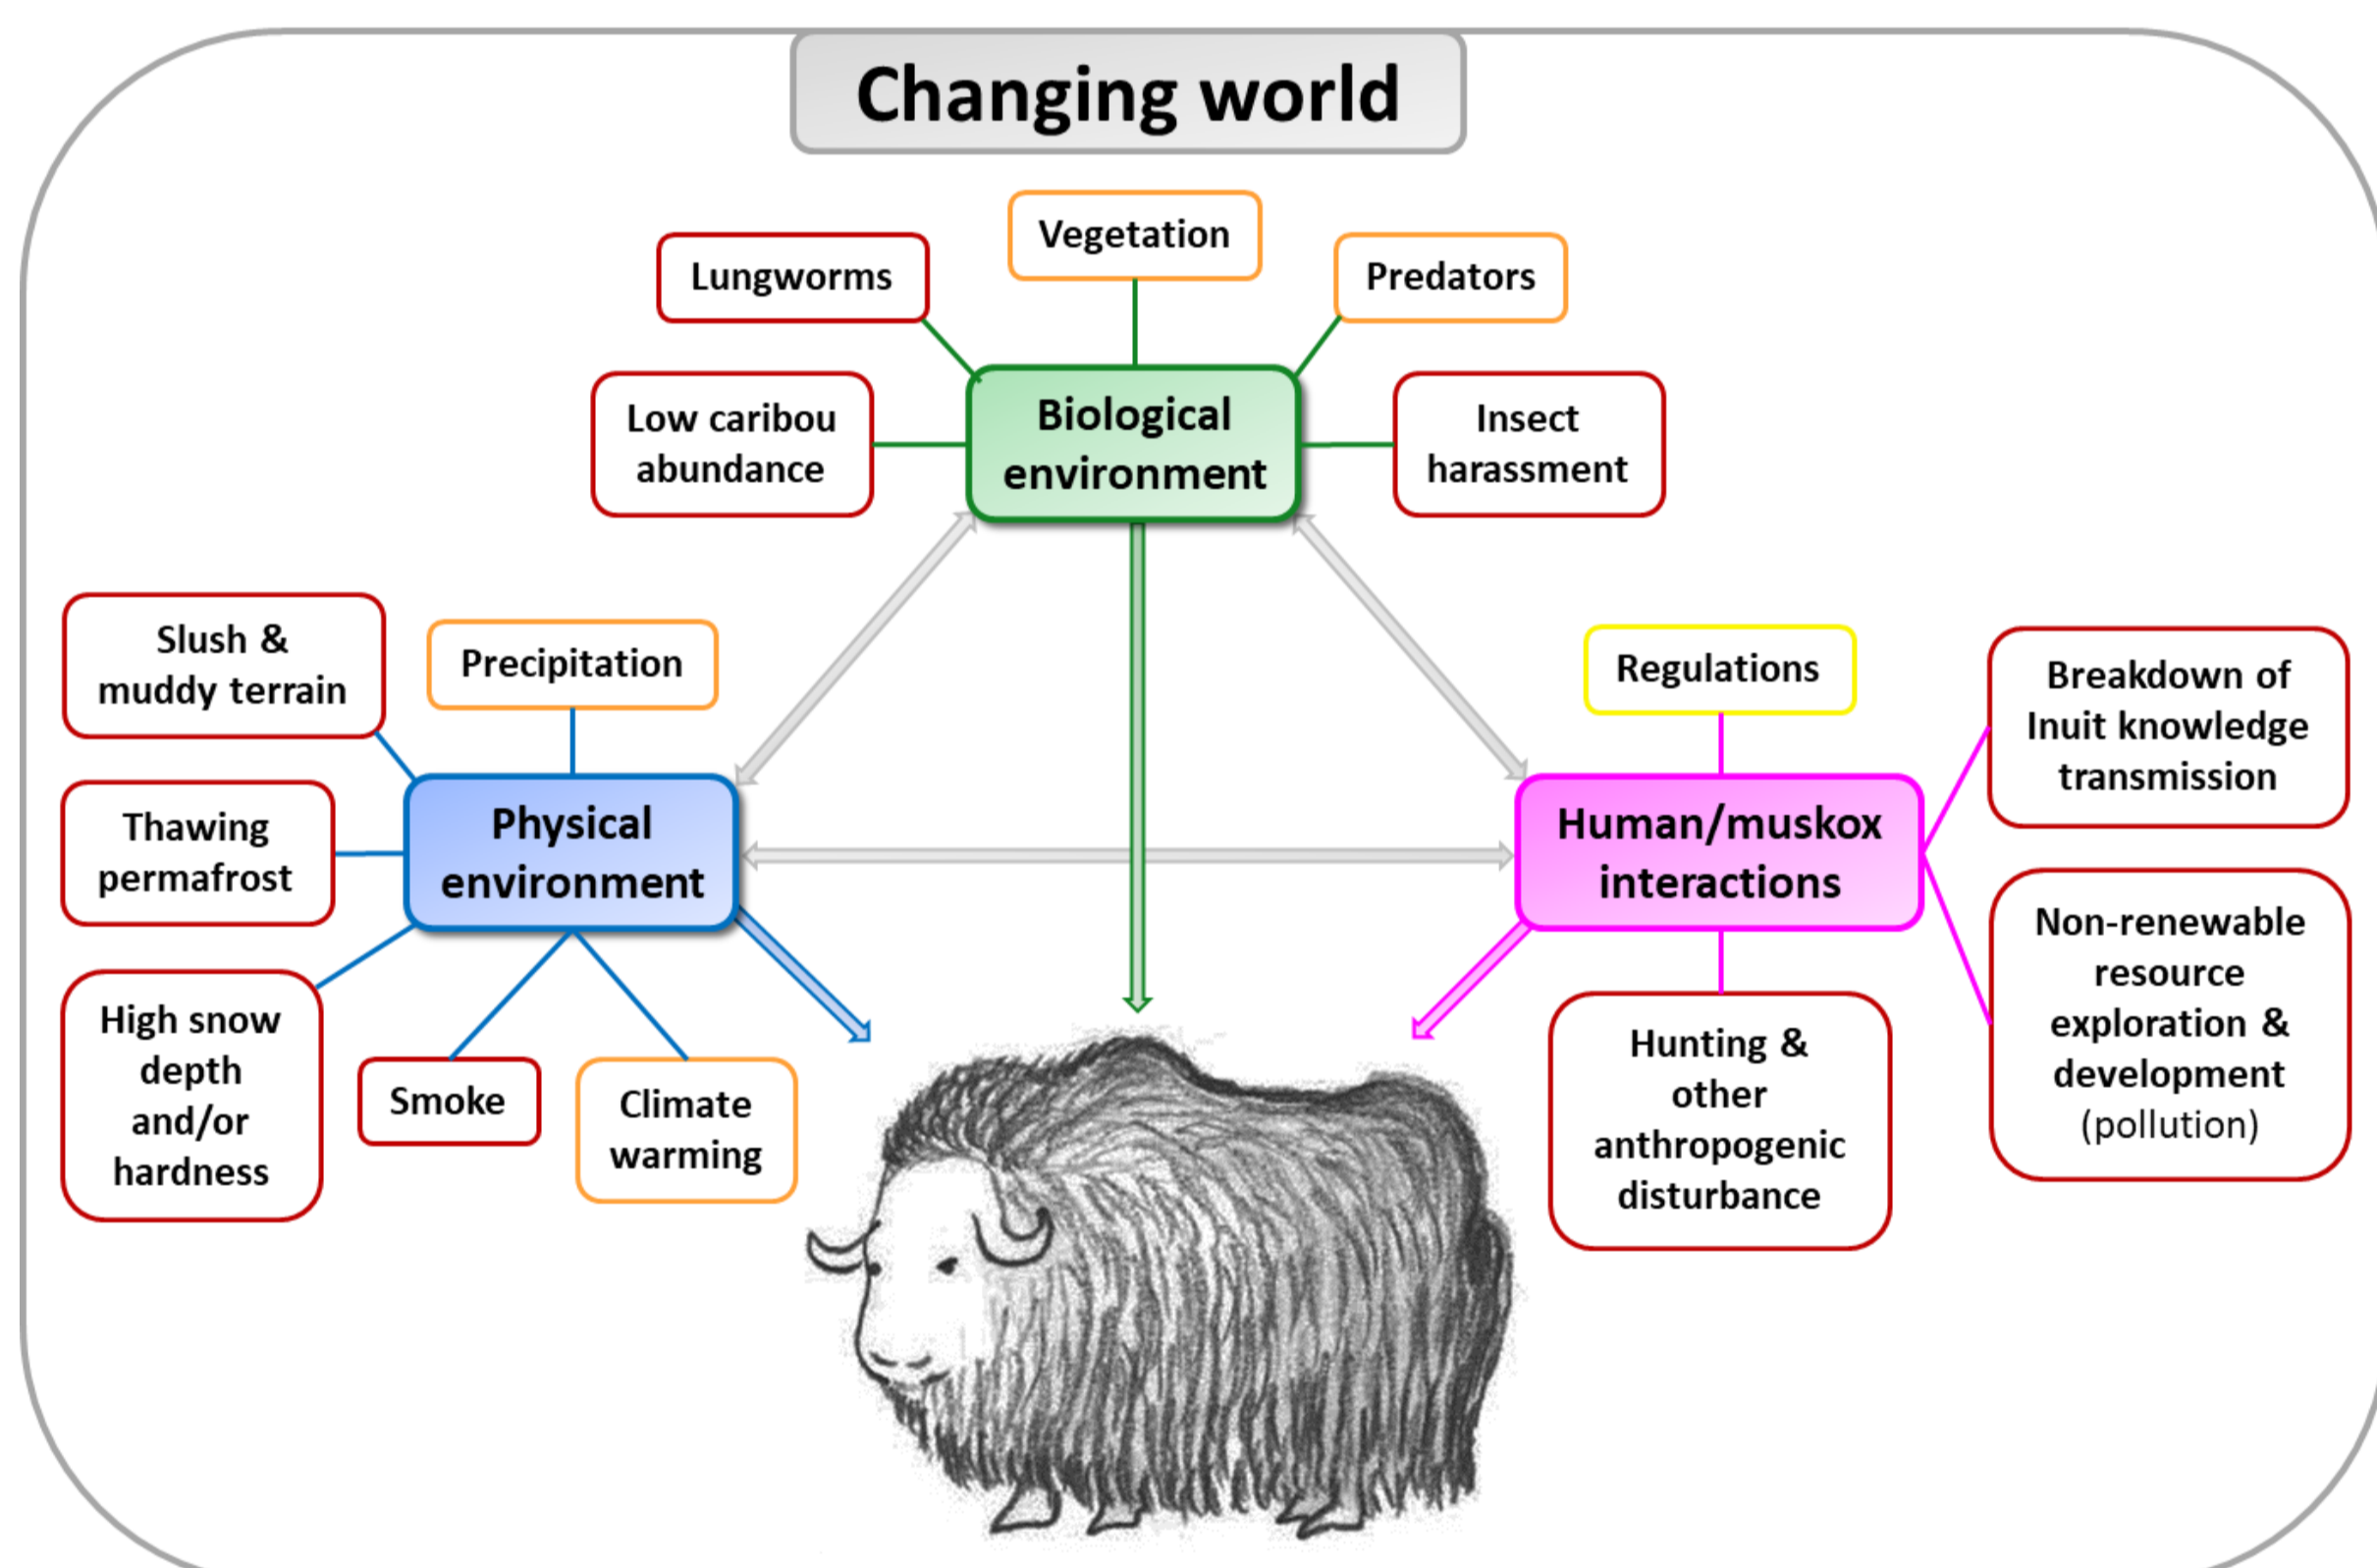 Changing world
Vegetation
Lungworms
Predators
Low caribou
abundance
Biological
environment
Insect
harassment
Slush &
muddy terrain
Precipitation
Thawing
permafrost
Physical
environment
High snow
depth
and/or
hardness
Smoke
Climate
warming
Regulations
Human/muskox
interactions
Breakdown of
Inuit knowledge
transmission
Non-renewable
resource
exploration &
development
(pollution)
Hunting &
other
anthropogenic
disturbance